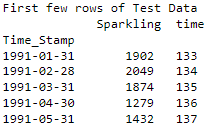 First few rows of Test Data
Sparkling time
Time_Stamp
1991-01-31 1902 133
1991-02-28 2049 134
1991-03-31 1874 135
1991-04-30 1279 136
1991-05-31 1432 137